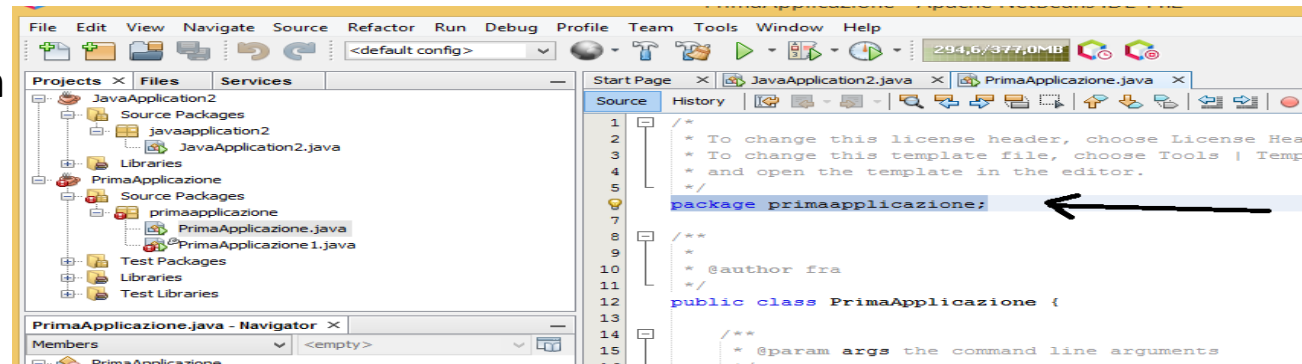 File Edit View Navigate Source Refactor Run Debug Profile Team Tools Window Help
<default config>
294,6/377,0MB
Projects Files Services
JavaApplication2
Source Packages
javaapplication2
JavaApplication2.java
Libraries
PrimaApplicazione
Source Packages
primaapplicazione
PrimaApplicazione.java
PrimaApplicazione1.java
Test Packages
Libraries
Test Libraries
PrimaApplicazione.java - Navigator
Members <empty>
PrimaApplicazione
Start Page JavaApplication2.java PrimaApplicazione.java
Source History
1 /*
2 * To change this license header, choose License Hea
3 * To change this template file, choose Tools | Temp
4 * and open the template in the editor.
5 */
package primaapplicazione;
7
8 /**
9 *
10 * @author fra
11 */
12 public class PrimaApplicazione {
13
14 /**
15 * @param args the command line arguments